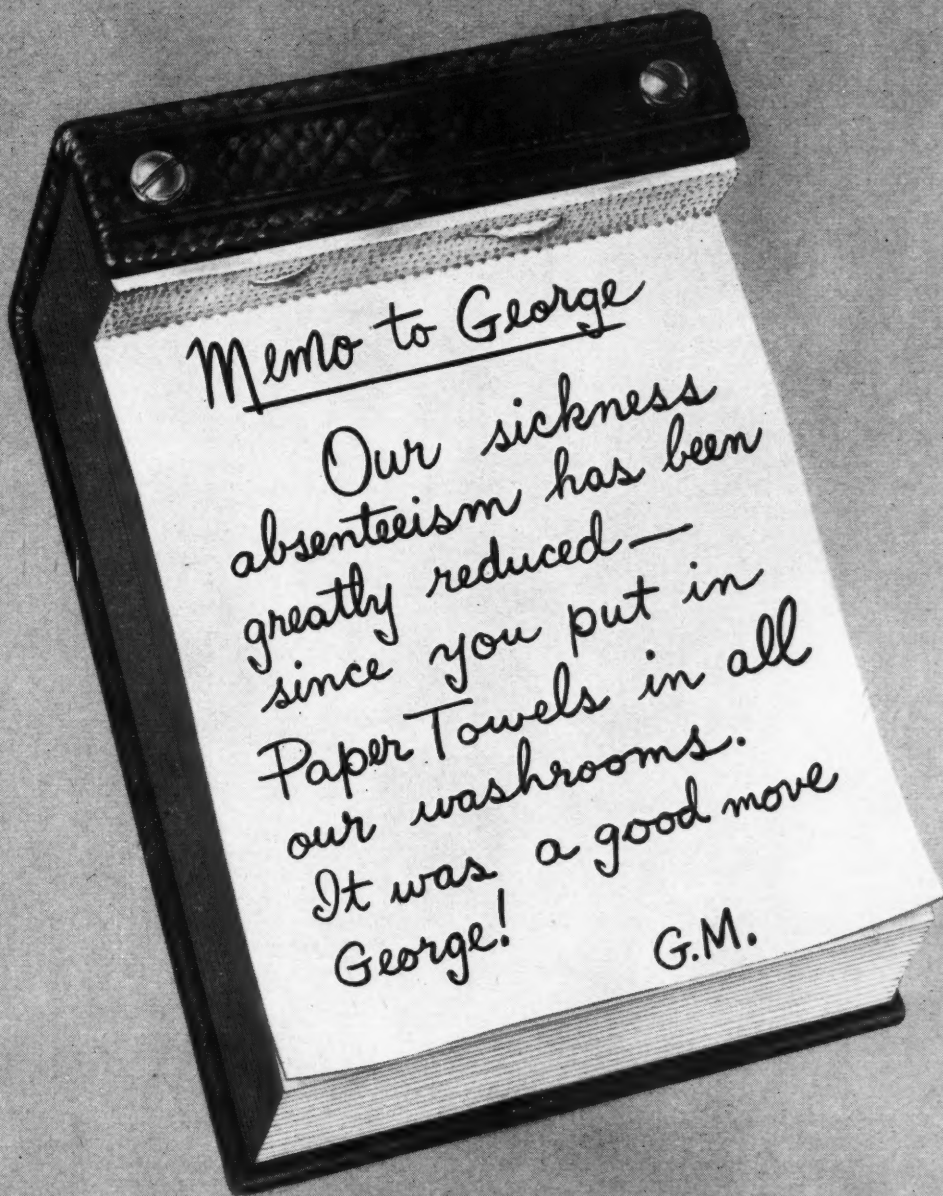 Memo to George
Our sickness
absenteeism has been
greatly reduced—
since you put in
Paper Towels in all
our washrooms.
It was a good move
George! G.M.